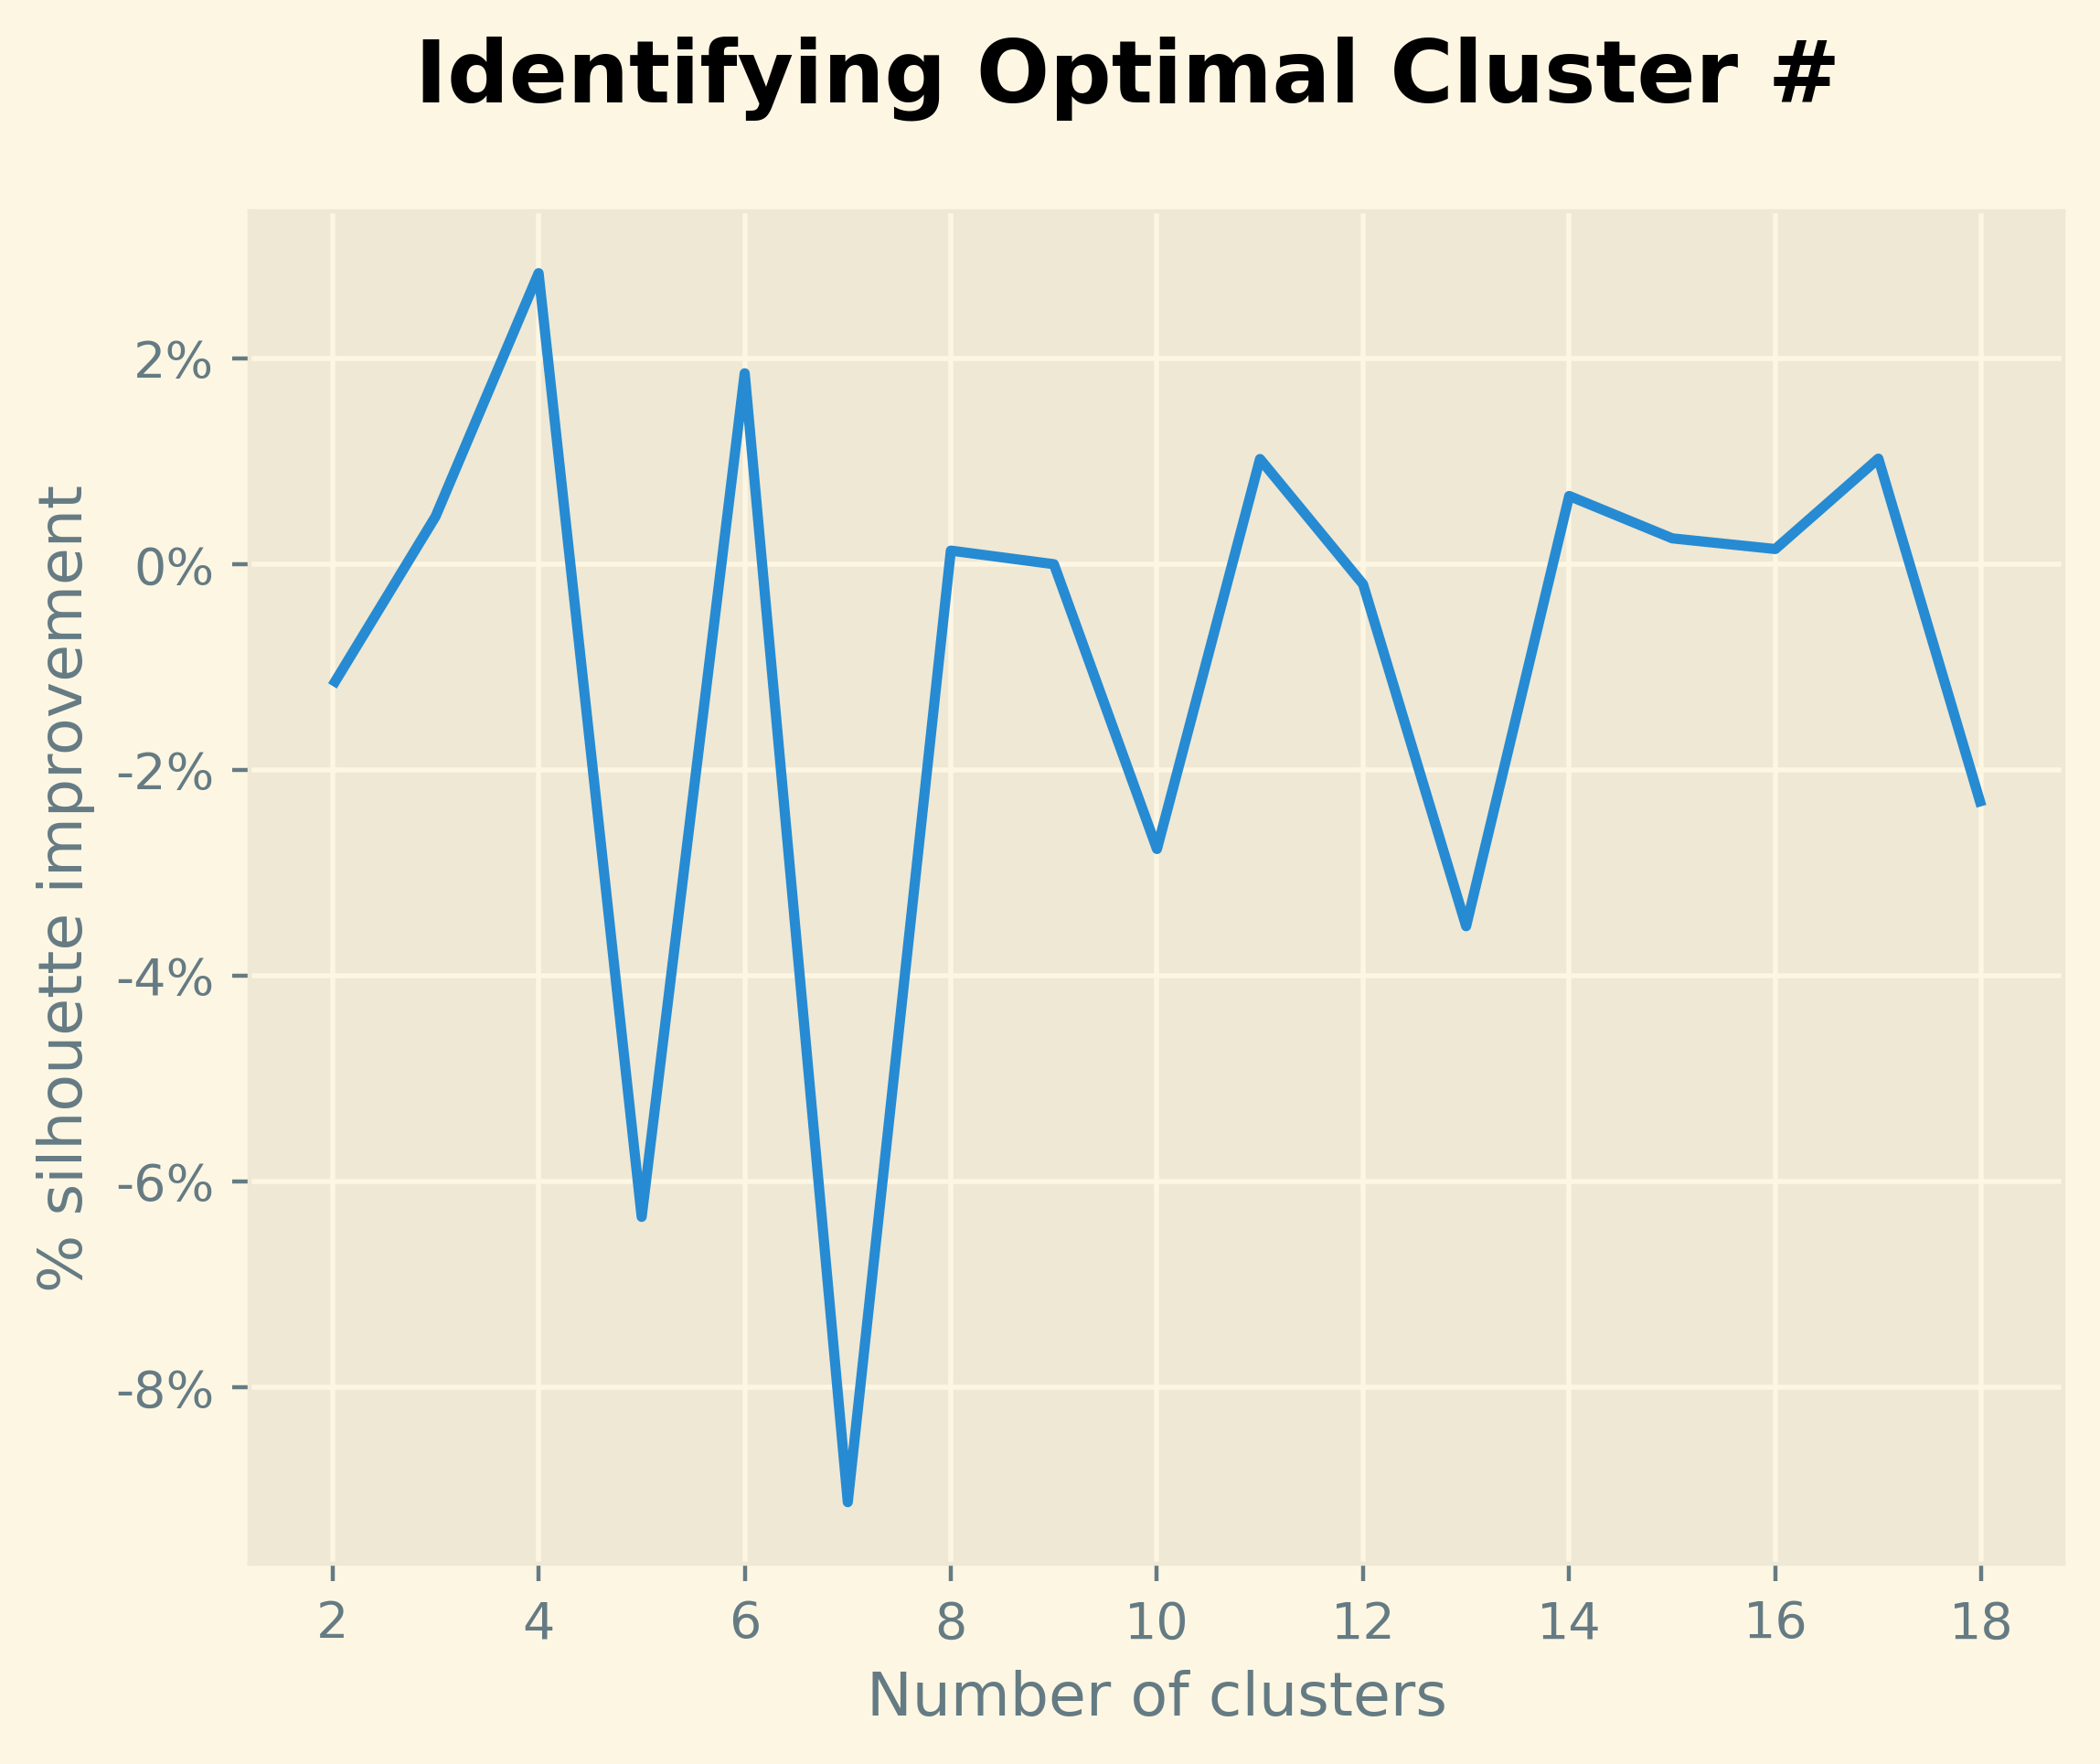 Identifying Optimal Cluster #
% silhouette improvement
2%
0%
-2%
-4%
-6%
-8%
2 4 6 8 10 12 14 16 18
Number of clusters